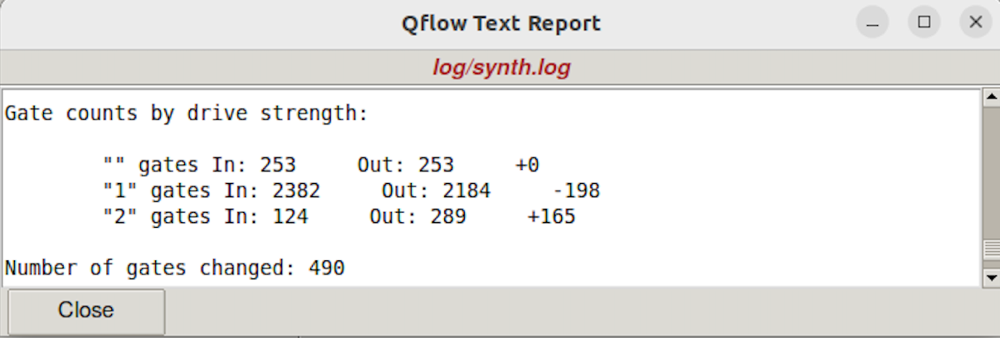 Qflow Text Report
log/synth.log
Gate counts by drive strength:
"" gates In: 253 Out: 253 +0
"1" gates In: 2382 Out: 2184 -198
"2" gates In: 124 Out: 289 +165
Number of gates changed: 490
Close